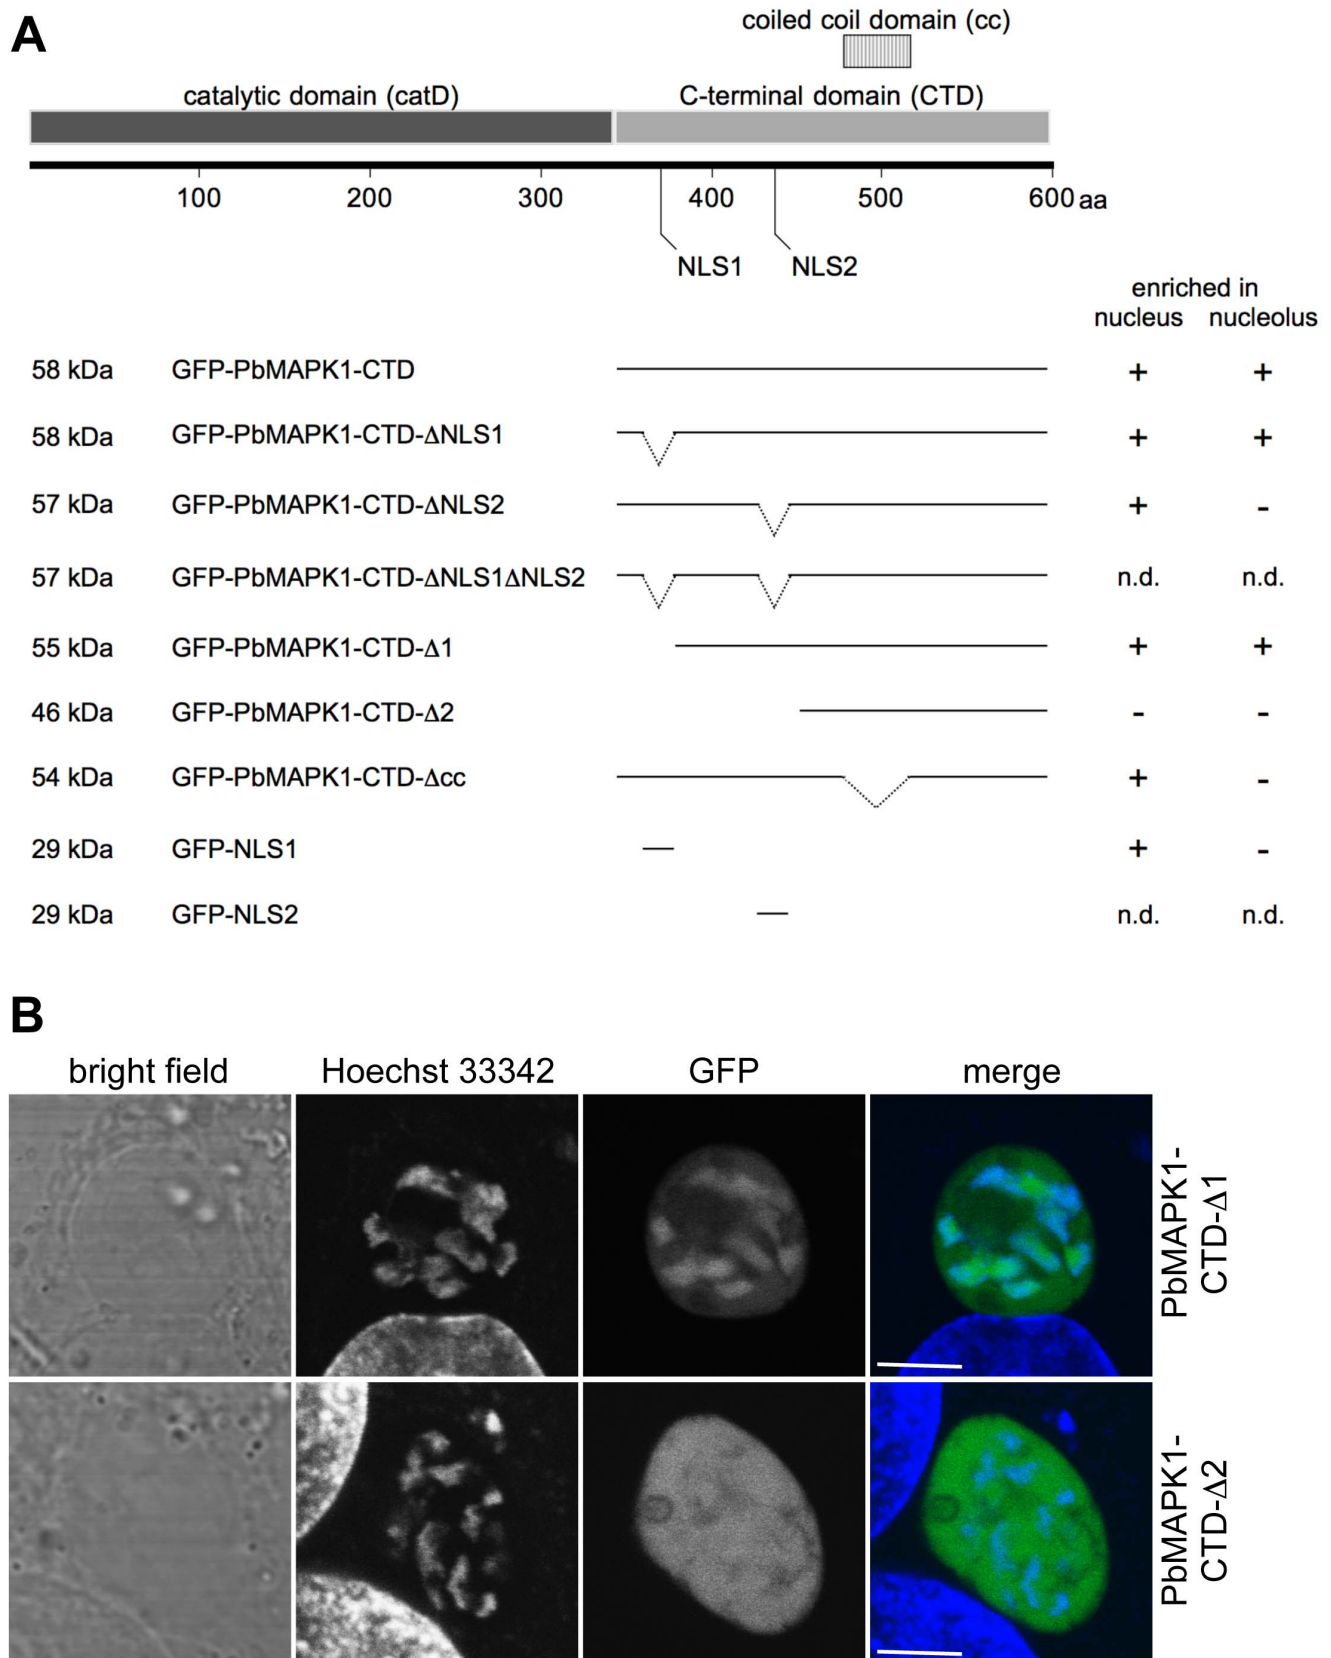 A
coiled coil domain (cc)
catalytic domain (catD) C-terminal domain (CTD)
100 200 300 400 500 600 aa
NLS1 NLS2
enriched in
nucleus nucleolus
58 kDa GFP-PbMAPK1-CTD + +
58 kDa GFP-PbMAPK1-CTD-ΔNLS1 + +
57 kDa GFP-PbMAPK1-CTD-ΔNLS2 + -
57 kDa GFP-PbMAPK1-CTD-ΔNLS1ΔNLS2 n.d. n.d.
55 kDa GFP-PbMAPK1-CTD-Δ1 + +
46 kDa GFP-PbMAPK1-CTD-Δ2 - -
54 kDa GFP-PbMAPK1-CTD-Δcc + -
29 kDa GFP-NLS1 + -
29 kDa GFP-NLS2 n.d. n.d.
B
bright field Hoechst 33342 GFP merge
PbMAPK1-
CTD-Δ1
PbMAPK1-
CTD-Δ2